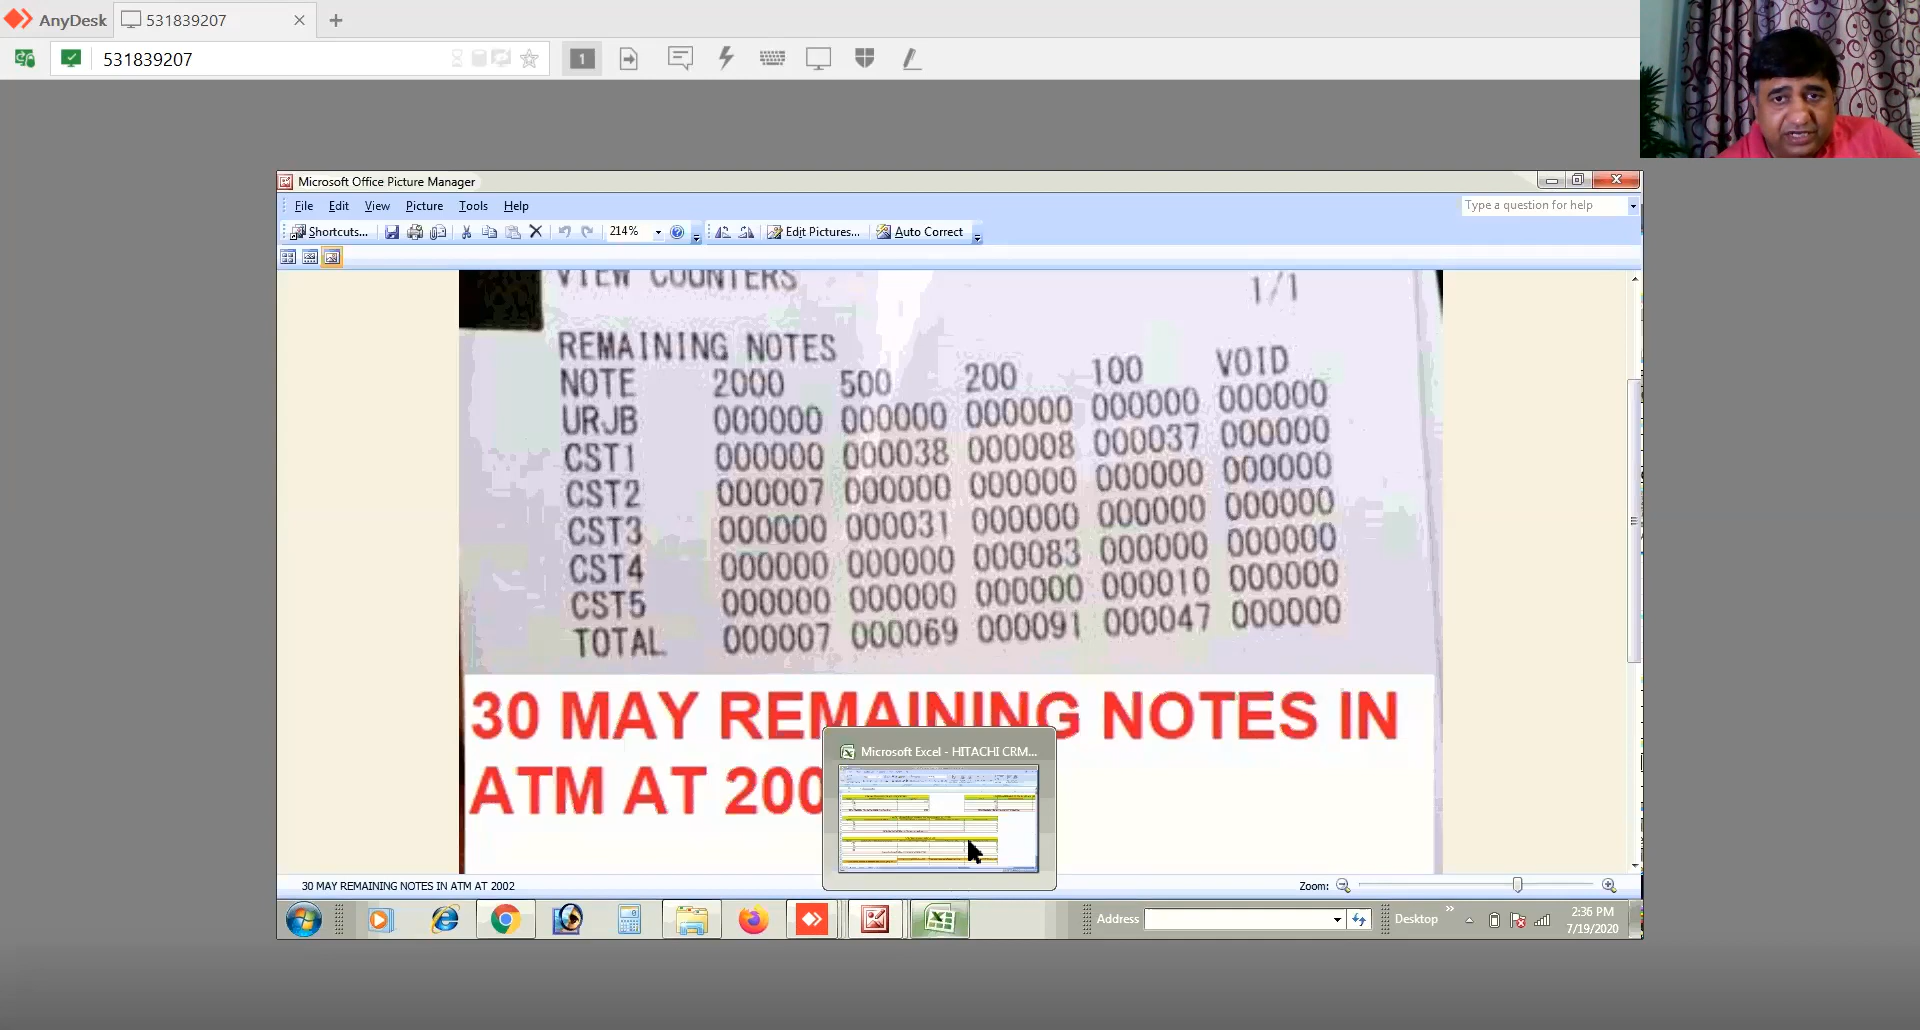 AnyDesk
531839207
531839207
1
Microsoft Office Picture Manager
File Edit View Picture Tools Help
Type a question for help
Shortcuts... 214% Edit Pictures... Auto Correct
VIEW COUNTERS 1/1
REMAINING NOTES
NOTE 2000 500 200 100 VOID
URJB 000000 000000 000000 000000 000000
CST1 000000 000038 000008 000037 000000
CST2 000007 000000 000000 000000 000000
CST3 000000 000031 000000 000000 000000
CST4 000000 000000 000083 000000 000000
CST5 000000 000000 000000 000010 000000
TOTAL 000007 000069 000091 000047 000000
30 MAY REMAINING NOTES IN
ATM AT 200
Microsoft Excel - HITACHI CRM...
30 MAY REMAINING NOTES IN ATM AT 2002
Zoom:
Address
Desktop
2:36 PM
7/19/2020